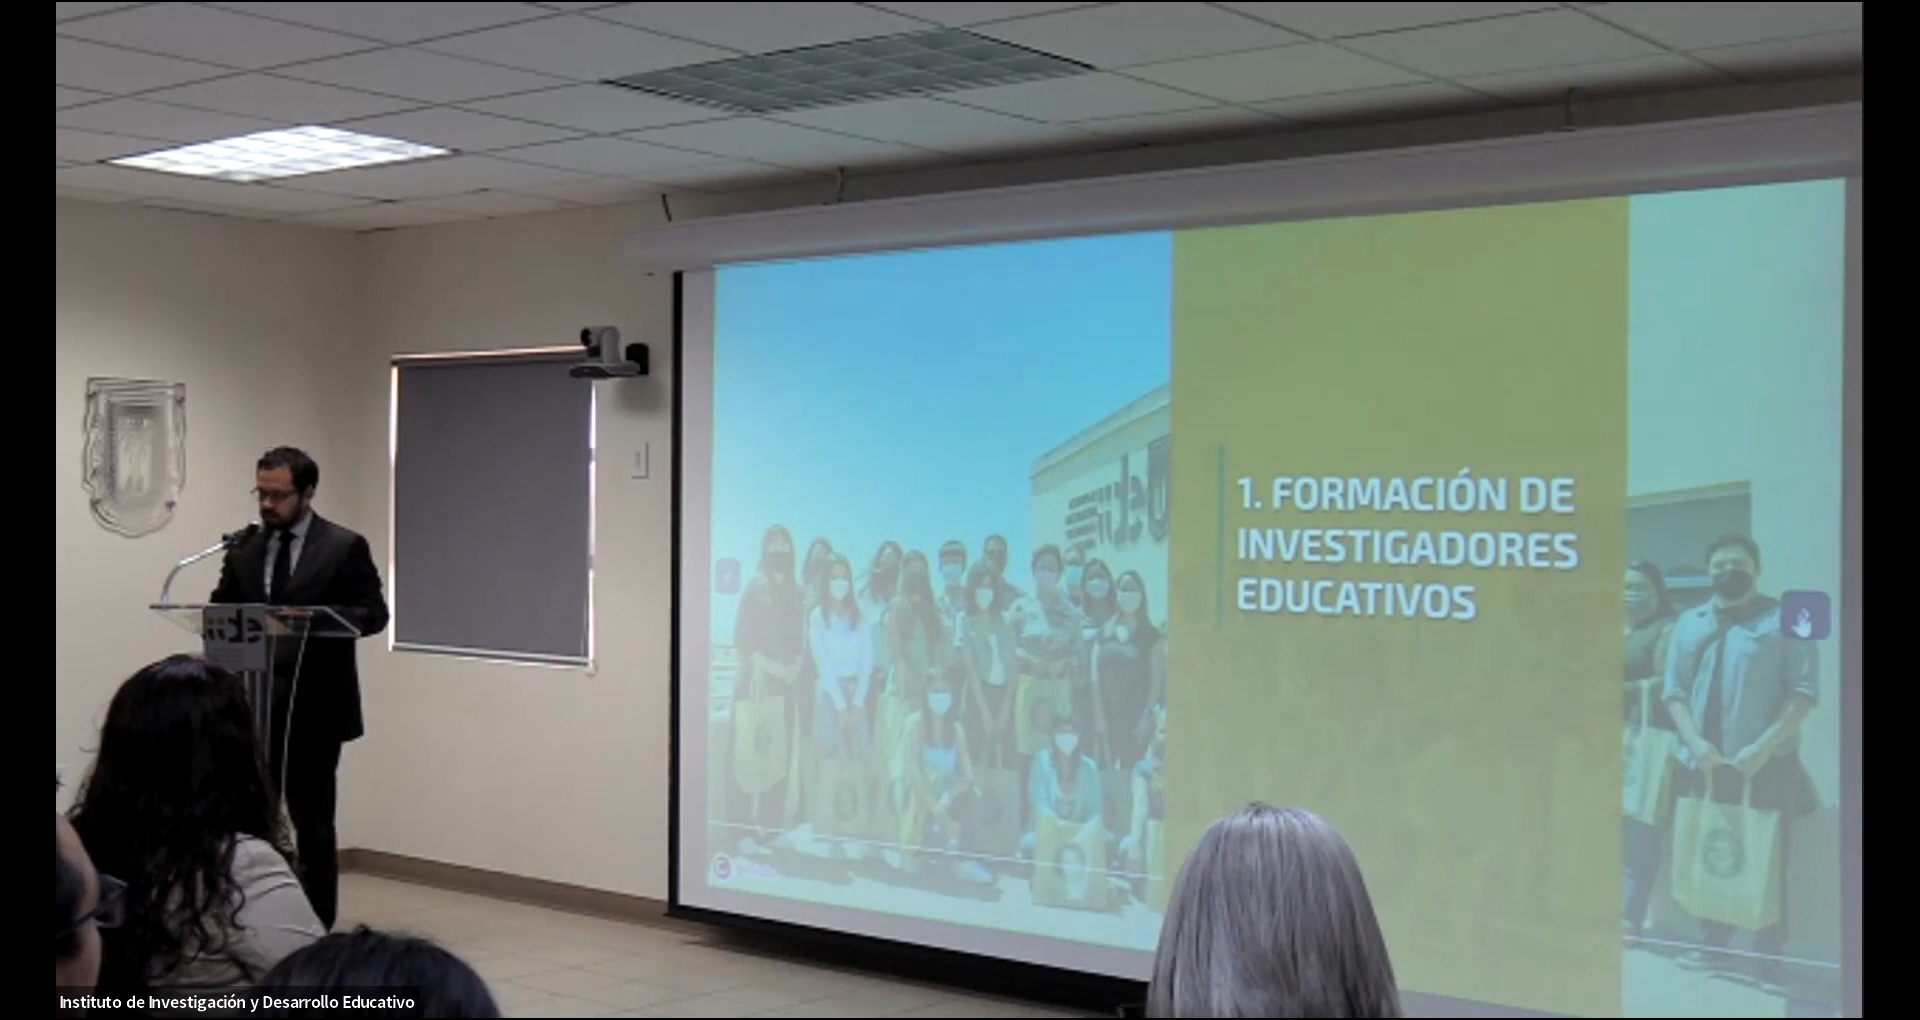 1. FORMACIÓN DE
INVESTIGADORES
EDUCATIVOS
Instituto de Investigación y Desarrollo Educativo